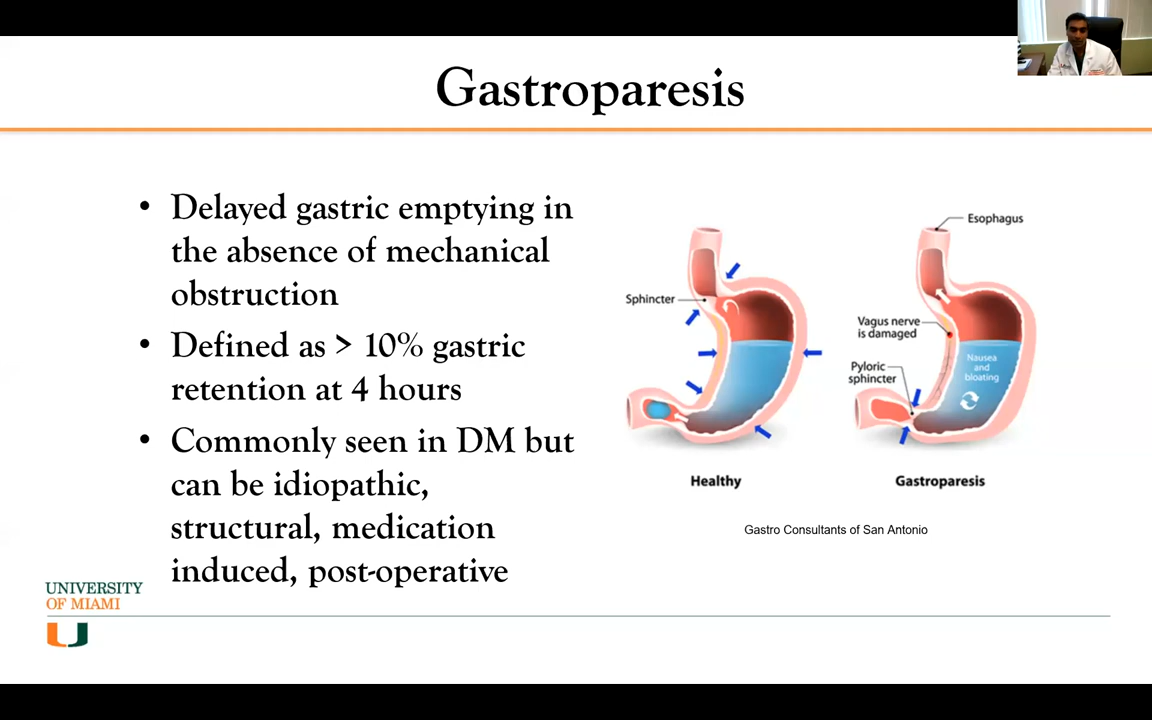 Gastroparesis
• Delayed gastric emptying in
the absence of mechanical
obstruction
• Defined as > 10% gastric
retention at 4 hours
• Commonly seen in DM but
can be idiopathic,
structural, medication
induced, post-operative
Sphincter
Healthy
Esophagus
Vagus nerve
is damaged
Pyloric
sphincter
Nausea
and
bloating
Gastroparesis
Gastro Consultants of San Antonio
UNIVERSITY
OF MIAMI